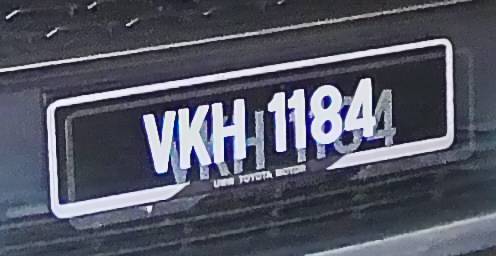 VKH 1184
UMW TOYOTA MOTOR